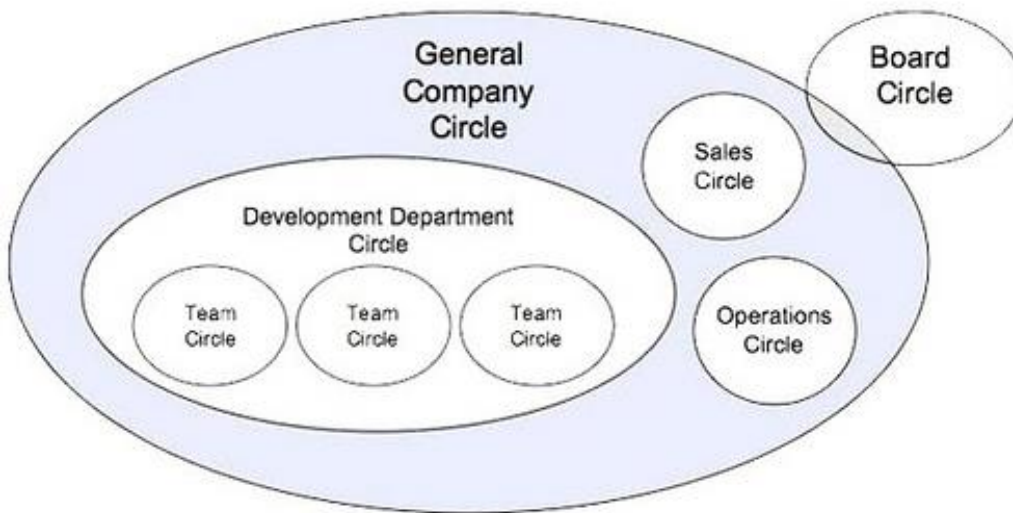 General
Company
Circle
Board
Circle
Sales
Circle
Development Department
Circle
Team
Circle
Team
Circle
Team
Circle
Operations
Circle